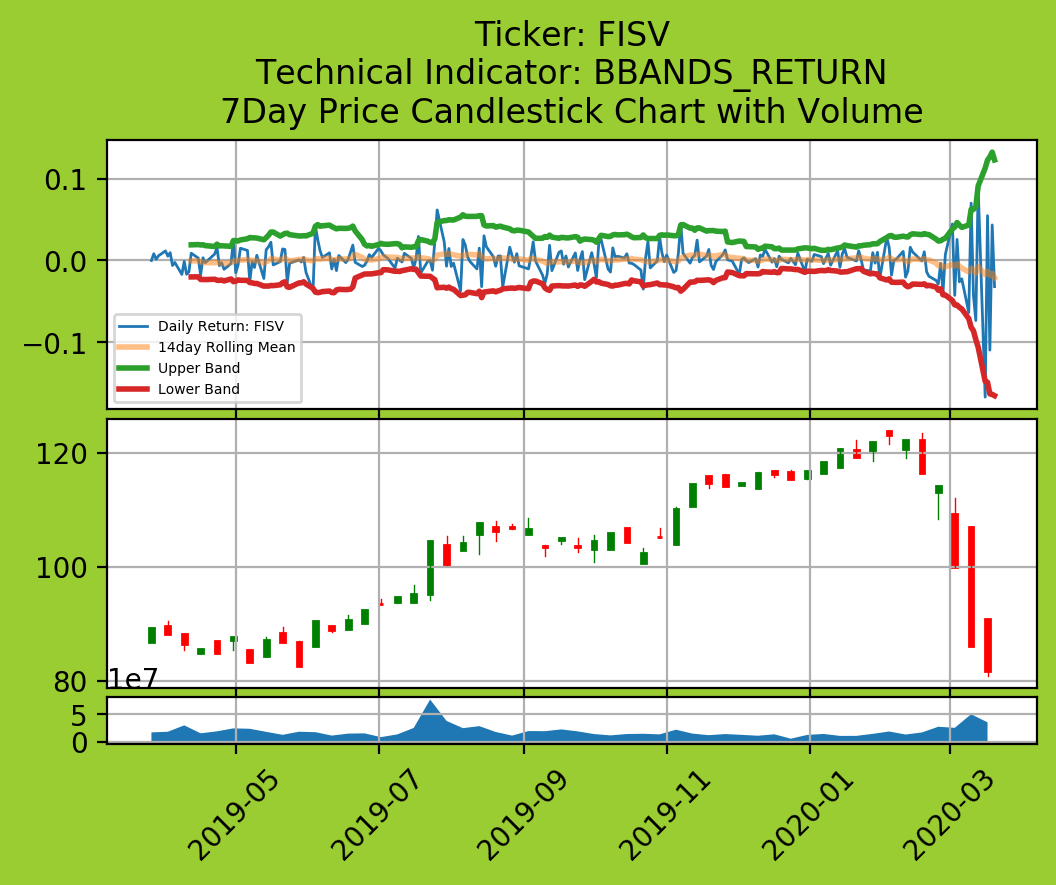 Ticker: FISV
Technical Indicator: BBANDS_RETURN
7Day Price Candlestick Chart with Volume
0.1
0.0
−0.1
Daily Return: FISV
14day Rolling Mean
Upper Band
Lower Band
120
100
80
1e7
5
0
2019-05
2019-07
2019-09
2019-11
2020-01
2020-03